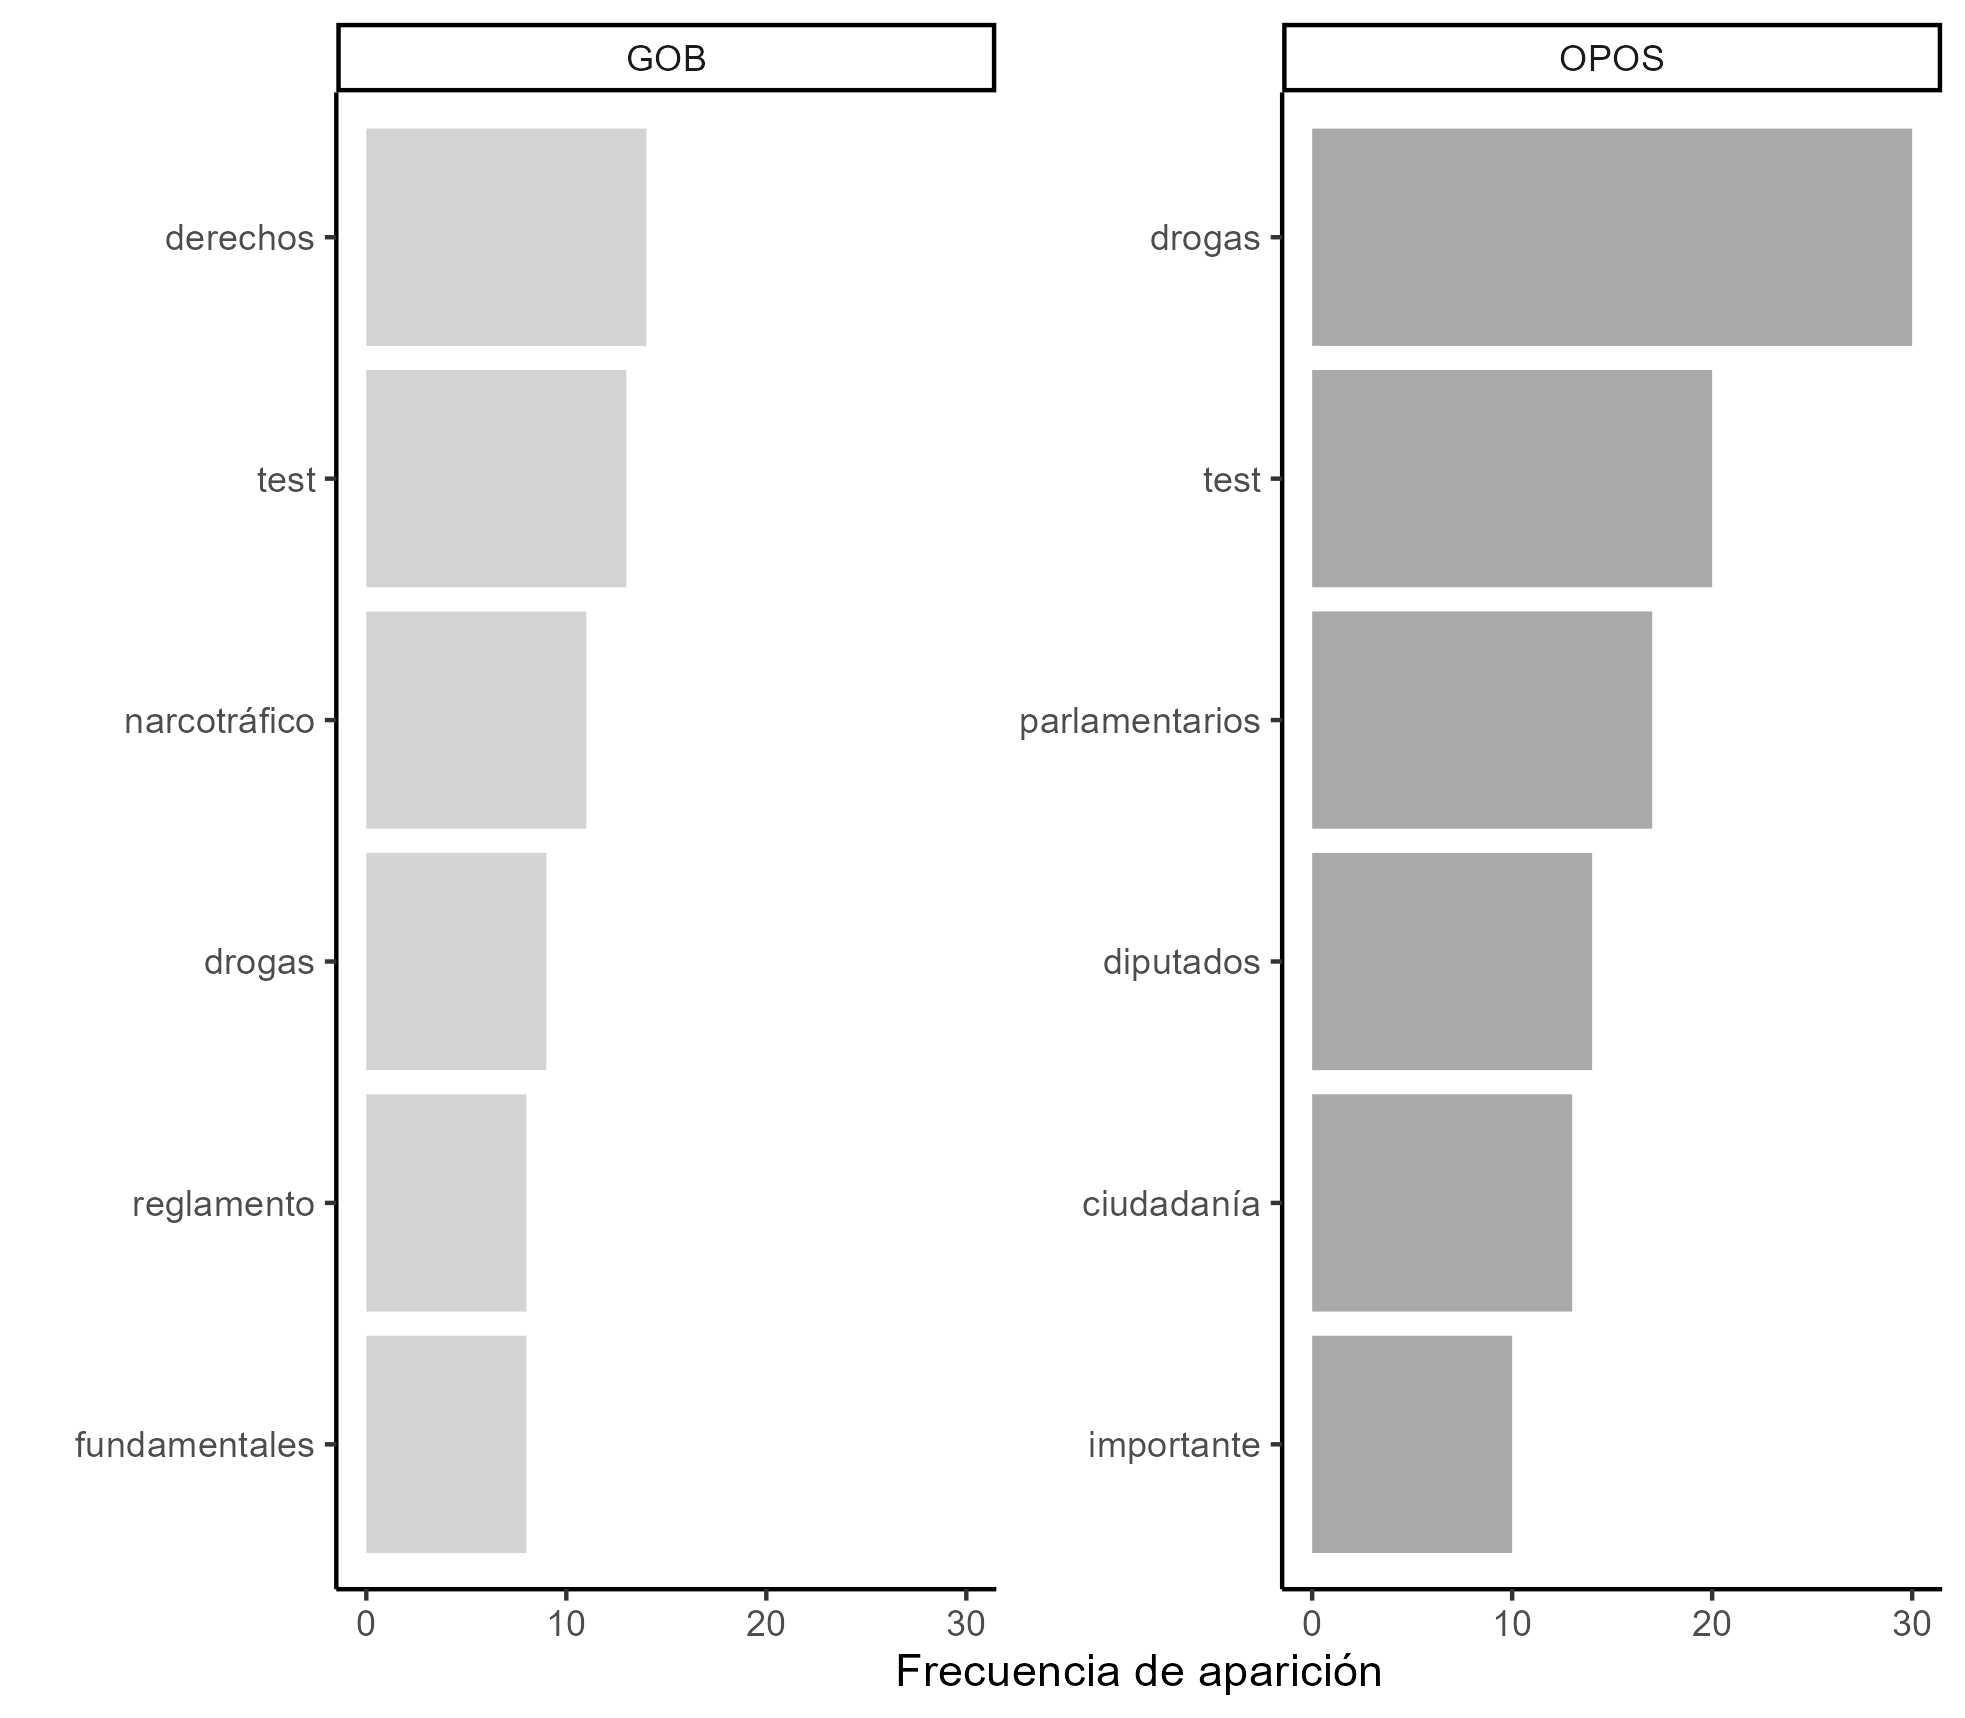 GOB
derechos
test
narcotráfico
drogas
reglamento
fundamentales
0 10 20 30
OPOS
drogas
test
parlamentarios
diputados
ciudadanía
importante
0 10 20 30
Frecuencia de aparición